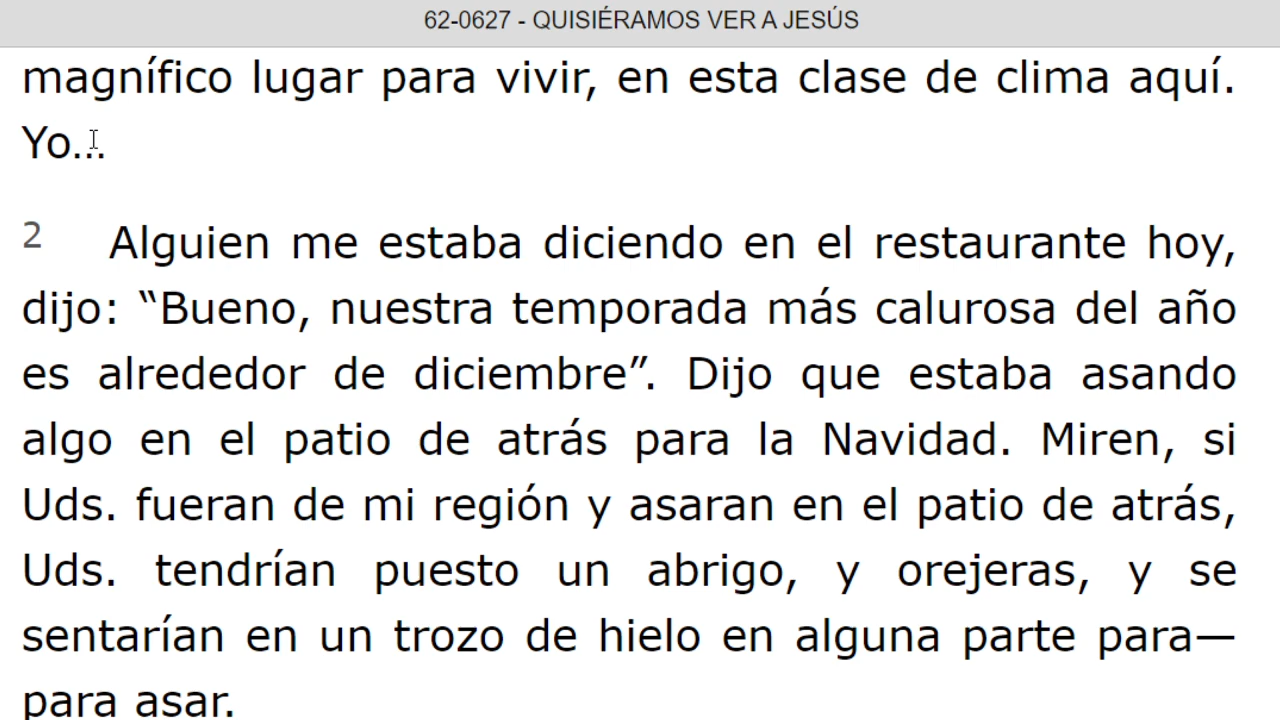 62-0627 - QUISIÉRAMOS VER A JESÚS
magnífico lugar para vivir, en esta clase de clima aquí.
Yo...
2 Alguien me estaba diciendo en el restaurante hoy,
dijo: “Bueno, nuestra temporada más calurosa del año
es alrededor de diciembre”. Dijo que estaba asando
algo en el patio de atrás para la Navidad. Miren, si
Uds. fueran de mi región y asaran en el patio de atrás,
Uds. tendrían puesto un abrigo, y orejeras, y se
sentarían en un trozo de hielo en alguna parte para—
para asar.